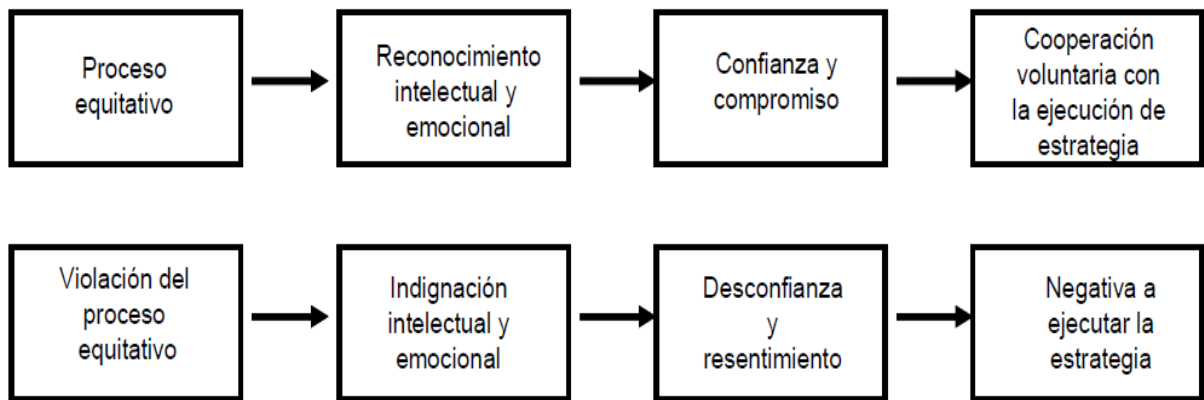 Proceso
equitativo
Reconocimiento
intelectual y
emocional
Confianza y
compromiso
Cooperación
voluntaria con
la ejecución de
estrategia
Violación del
proceso
equitativo
Indignación
intelectual y
emocional
Desconfianza
y
resentimiento
Negativa a
ejecutar la
estrategia